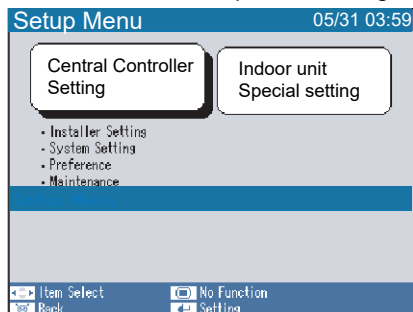 Setup Menu 05/31 03:59
Central Controller Setting
Indoor unit Special setting
- Installer Setting
- System Setting
- Preference
- Maintenance
Item Select No Function
Back Setting